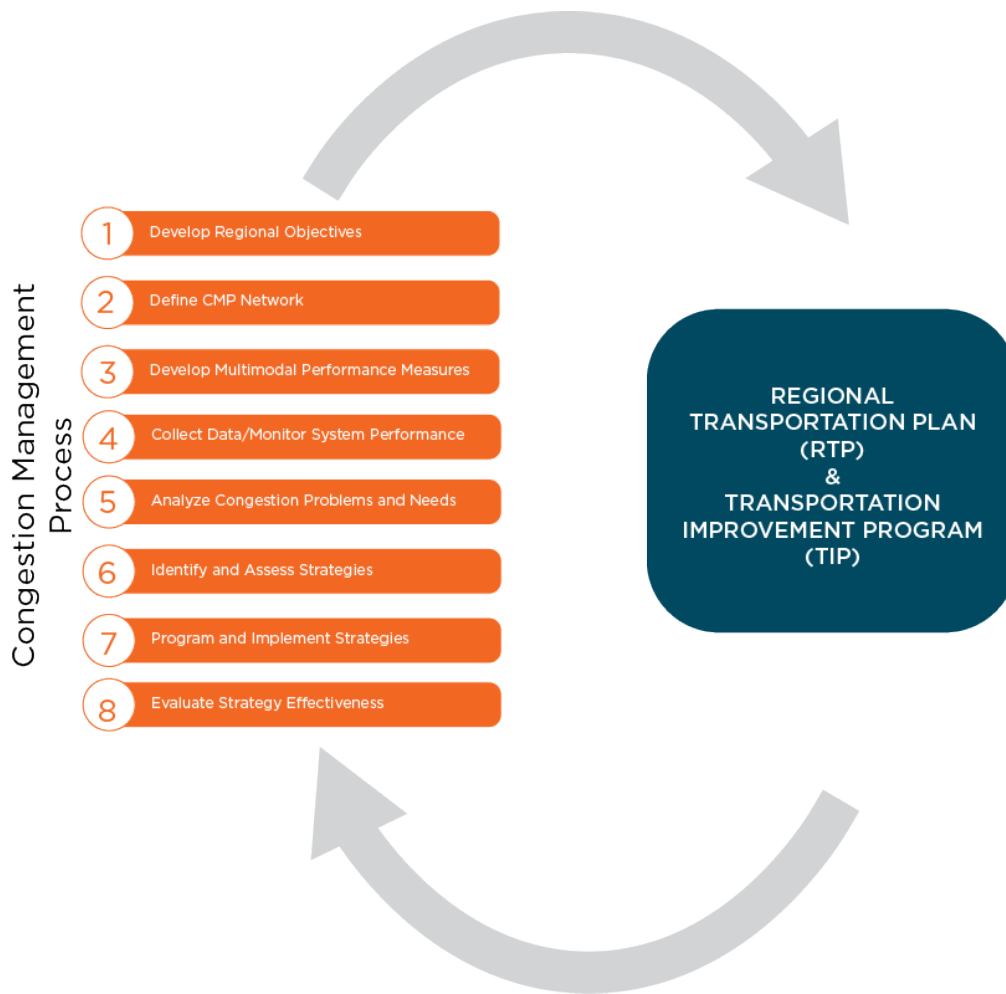 Congestion Management
Process
1
Develop Regional Objectives
2
Define CMP Network
3
Develop Multimodal Performance Measures
4
Collect Data/Monitor System Performance
5
Analyze Congestion Problems and Needs
6
Identify and Assess Strategies
7
Program and Implement Strategies
8
Evaluate Strategy Effectiveness
REGIONAL
TRANSPORTATION PLAN
(RTP)
&
TRANSPORTATION
IMPROVEMENT PROGRAM
(TIP)